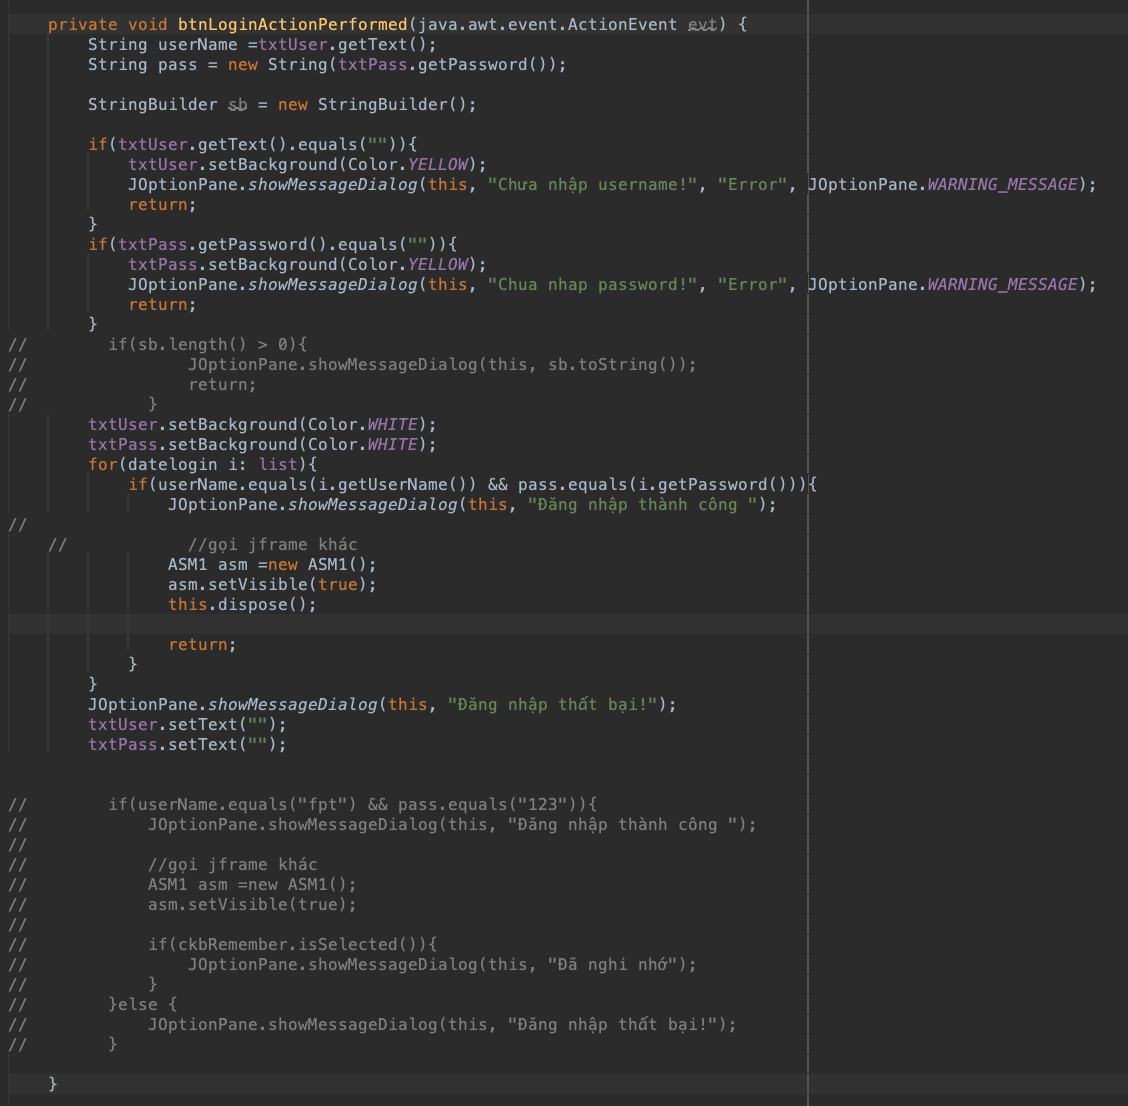 private void btnLoginActionPerformed(java.awt.event.ActionEvent evt) {
String userName =txtUser.getText();
String pass = new String(txtPass.getPassword());
StringBuilder sb = new StringBuilder();
if(txtUser.getText().equals("")){
txtUser.setBackground(Color.YELLOW);
JOptionPane.showMessageDialog(this, "Chưa nhập username!", "Error", JOptionPane.WARNING_MESSAGE);
return;
}
if(txtPass.getPassword().equals("")){
txtPass.setBackground(Color.YELLOW);
JOptionPane.showMessageDialog(this, "Chua nhap password!", "Error", JOptionPane.WARNING_MESSAGE);
return;
}
// if(sb.length() > 0){
// JOptionPane.showMessageDialog(this, sb.toString());
// return;
// }
txtUser.setBackground(Color.WHITE);
txtPass.setBackground(Color.WHITE);
for(datelogin i: list){
if(userName.equals(i.getUserName()) && pass.equals(i.getPassword())){
JOptionPane.showMessageDialog(this, "Đăng nhập thành công ");
//
// //gọi jframe khác
ASM1 asm =new ASM1();
asm.setVisible(true);
this.dispose();
return;
}
}
JOptionPane.showMessageDialog(this, "Đăng nhập thất bại!");
txtUser.setText("");
txtPass.setText("");
// if(userName.equals("fpt") && pass.equals("123")){
// JOptionPane.showMessageDialog(this, "Đăng nhập thành công ");
//
// //gọi jframe khác
// ASM1 asm =new ASM1();
// asm.setVisible(true);
//
// if(ckbRemember.isSelected()){
// JOptionPane.showMessageDialog(this, "Đã nghi nhớ");
// }
// }else {
// JOptionPane.showMessageDialog(this, "Đăng nhập thất bại!");
// }
}